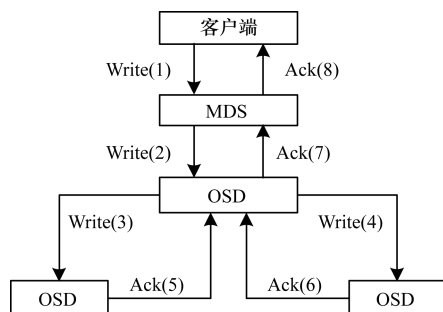 客户端
Write(1)
Ack(8)
MDS
Write(2)
Ack(7)
OSD
Write(3)
Write(4)
Ack(5)
Ack(6)
OSD
OSD